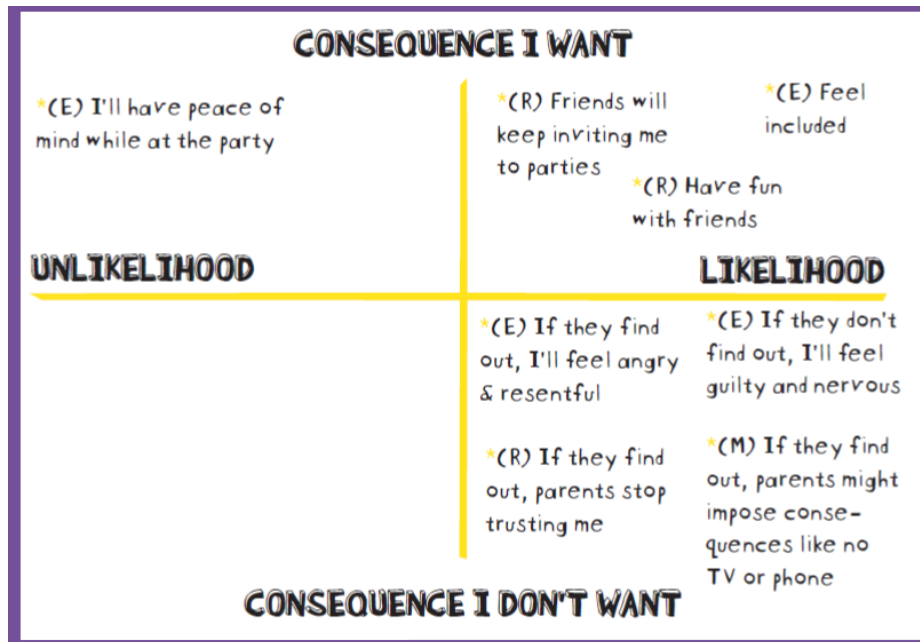 CONSEQUENCE I WANT
*(E) I'll have peace of
mind while at the party
*(R) Friends will
keep inviting me
to parties
*(E) Feel
included
*(R) Have fun
with friends
UNLIKELIHOOD
LIKELIHOOD
*(E) If they find
out, I'll feel angry
& resentful
*(E) If they don't
find out, I'll feel
guilty and nervous
*(R) If they find
out, parents stop
trusting me
*(M) If they find
out, parents might
impose conse-
quences like no
TV or phone
CONSEQUENCE I DON'T WANT